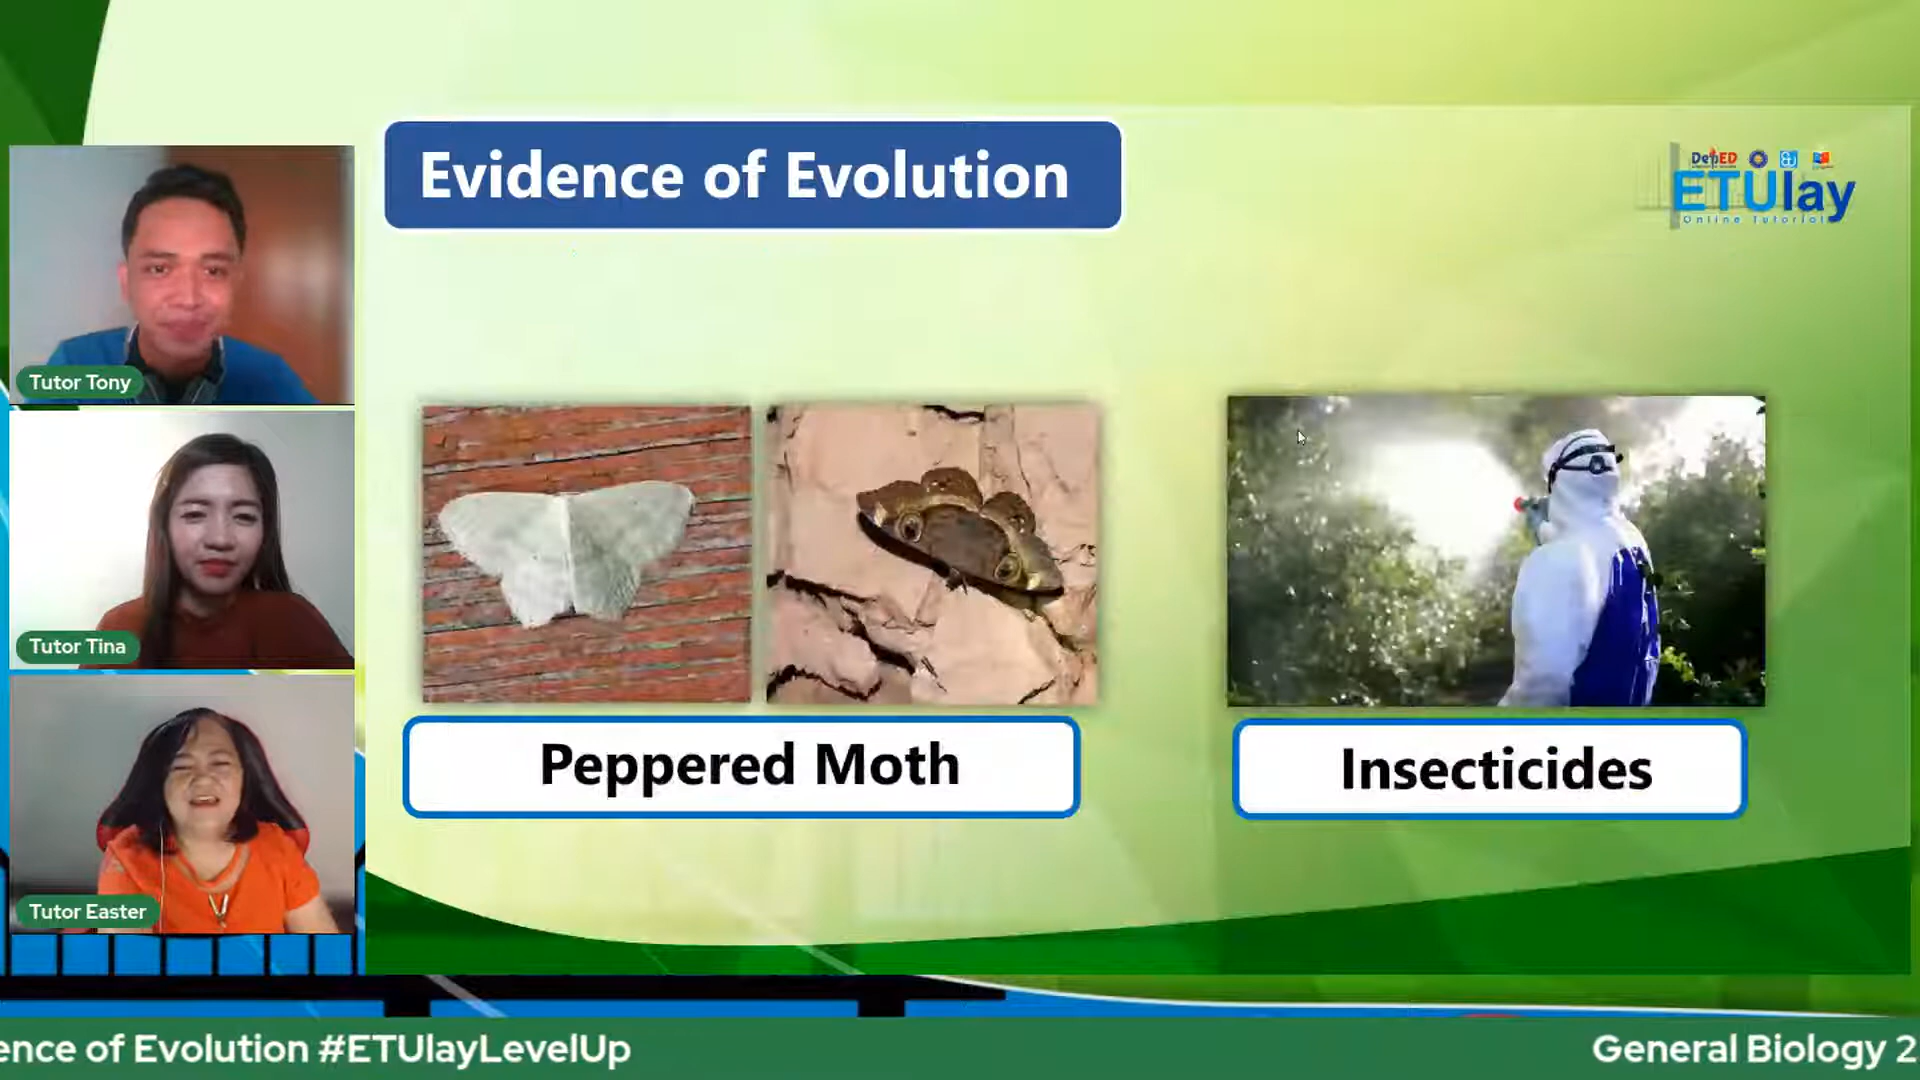 Evidence of Evolution
DepED
ETUlay
Online Tutorial
Tutor Tony
Tutor Tina
Tutor Easter
Peppered Moth
Insecticides
ence of Evolution #ETUlayLevelUp
General Biology 2